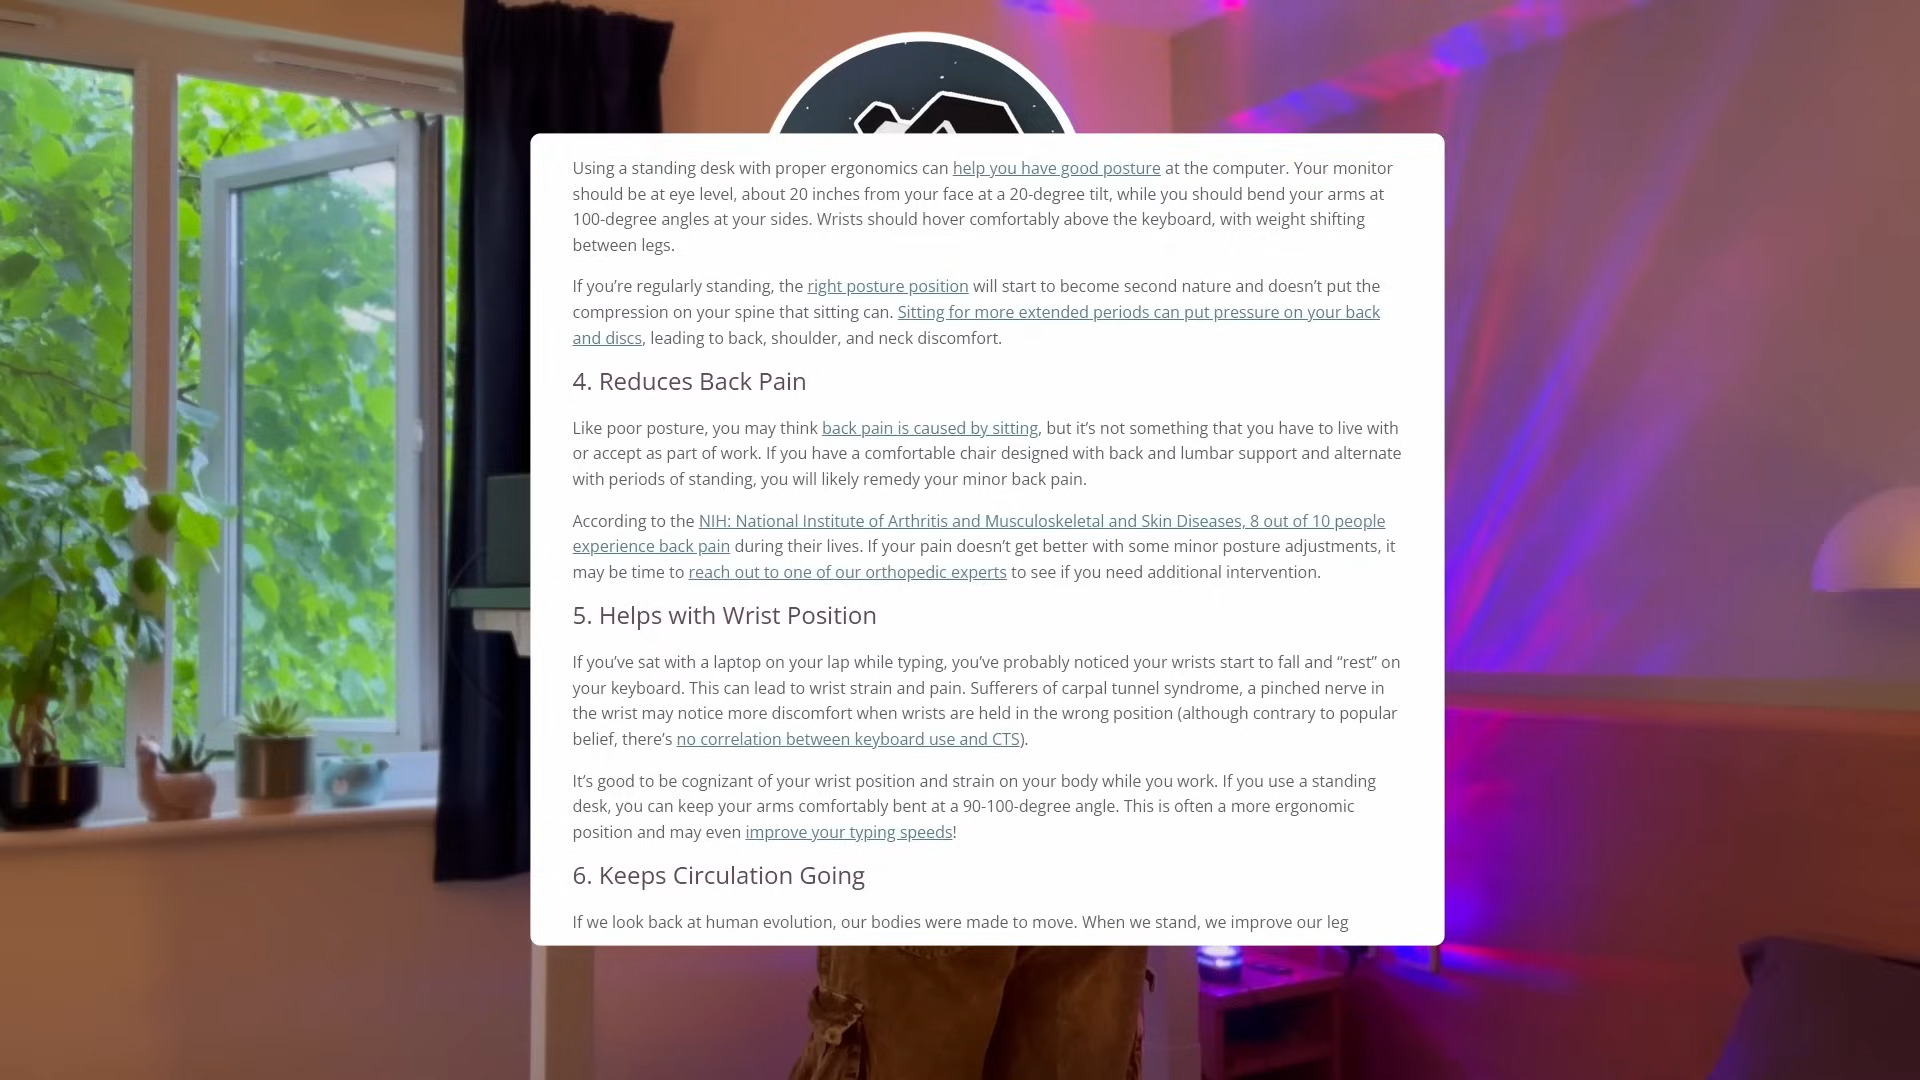 Using a standing desk with proper ergonomics can help you have good posture at the computer. Your monitor
should be at eye level, about 20 inches from your face at a 20-degree tilt, while you should bend your arms at
100-degree angles at your sides. Wrists should hover comfortably above the keyboard, with weight shifting
between legs.
If you’re regularly standing, the right posture position will start to become second nature and doesn’t put the
compression on your spine that sitting can. Sitting for more extended periods can put pressure on your back
and discs, leading to back, shoulder, and neck discomfort.
4. Reduces Back Pain
Like poor posture, you may think back pain is caused by sitting, but it’s not something that you have to live with
or accept as part of work. If you have a comfortable chair designed with back and lumbar support and alternate
with periods of standing, you will likely remedy your minor back pain.
According to the NIH: National Institute of Arthritis and Musculoskeletal and Skin Diseases, 8 out of 10 people
experience back pain during their lives. If your pain doesn’t get better with some minor posture adjustments, it
may be time to reach out to one of our orthopedic experts to see if you need additional intervention.
5. Helps with Wrist Position
If you’ve sat with a laptop on your lap while typing, you’ve probably noticed your wrists start to fall and “rest” on
your keyboard. This can lead to wrist strain and pain. Sufferers of carpal tunnel syndrome, a pinched nerve in
the wrist may notice more discomfort when wrists are held in the wrong position (although contrary to popular
belief, there’s no correlation between keyboard use and CTS).
It’s good to be cognizant of your wrist position and strain on your body while you work. If you use a standing
desk, you can keep your arms comfortably bent at a 90-100-degree angle. This is often a more ergonomic
position and may even improve your typing speeds!
6. Keeps Circulation Going
If we look back at human evolution, our bodies were made to move. When we stand, we improve our leg